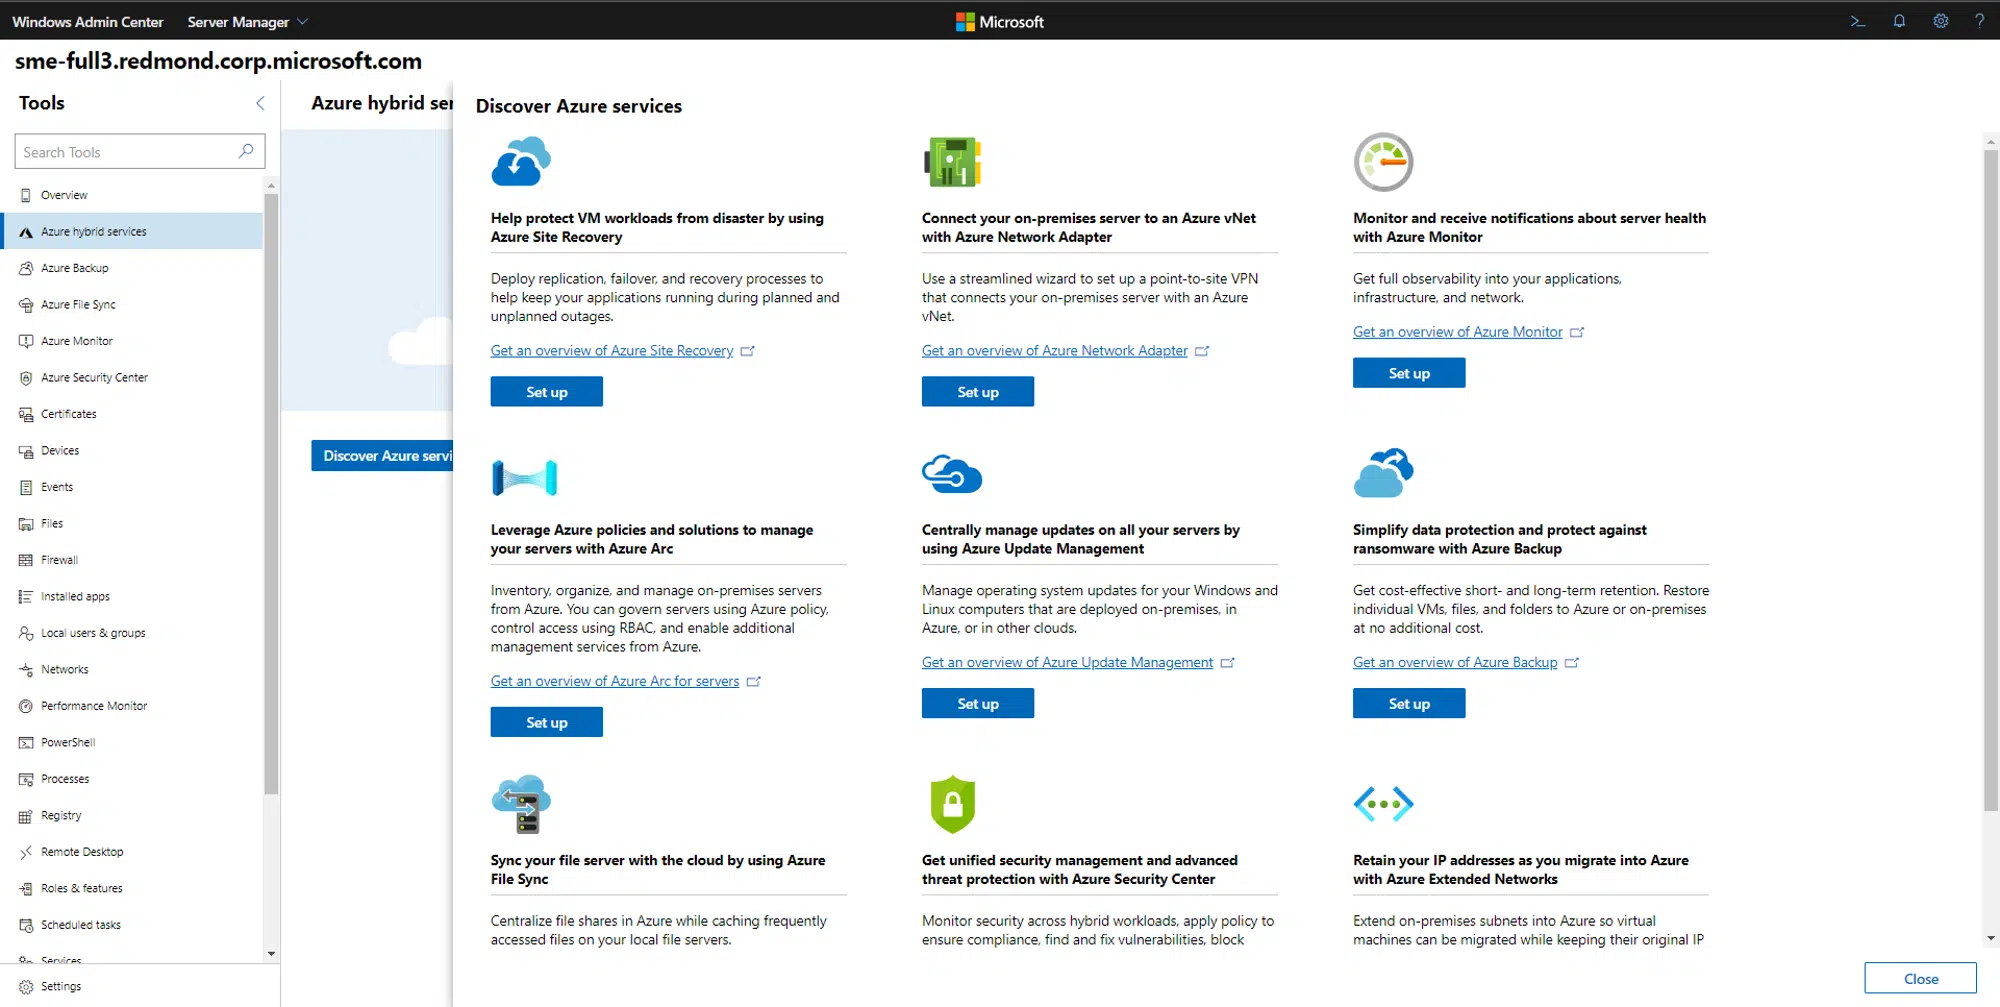 Windows Admin Center
Server Manager
Microsoft
?
sme-full3.redmond.corp.microsoft.com
Tools
Search Tools
Overview
Azure hybrid services
Azure Backup
Azure File Sync
Azure Monitor
Azure Security Center
Certificates
Devices
Events
Files
Firewall
Installed apps
Local users & groups
Networks
Performance Monitor
PowerShell
Processes
Registry
Remote Desktop
Roles & features
Scheduled tasks
Services
Settings
Azure hybrid ser
Discover Azure servi
Discover Azure services
Help protect VM workloads from disaster by using
Azure Site Recovery
Deploy replication, failover, and recovery processes to
help keep your applications running during planned and
unplanned outages.
Get an overview of Azure Site Recovery
Set up
Connect your on-premises server to an Azure vNet
with Azure Network Adapter
Use a streamlined wizard to set up a point-to-site VPN
that connects your on-premises server with an Azure
vNet.
Get an overview of Azure Network Adapter
Set up
Monitor and receive notifications about server health
with Azure Monitor
Get full observability into your applications,
infrastructure, and network.
Get an overview of Azure Monitor
Set up
Leverage Azure policies and solutions to manage
your servers with Azure Arc
Inventory, organize, and manage on-premises servers
from Azure. You can govern servers using Azure policy,
control access using RBAC, and enable additional
management services from Azure.
Get an overview of Azure Arc for servers
Set up
Centrally manage updates on all your servers by
using Azure Update Management
Manage operating system updates for your Windows and
Linux computers that are deployed on-premises, in
Azure, or in other clouds.
Get an overview of Azure Update Management
Set up
Simplify data protection and protect against
ransomware with Azure Backup
Get cost-effective short- and long-term retention. Restore
individual VMs, files, and folders to Azure or on-premises
at no additional cost.
Get an overview of Azure Backup
Set up
Sync your file server with the cloud by using Azure
File Sync
Centralize file shares in Azure while caching frequently
accessed files on your local file servers.
Get unified security management and advanced
threat protection with Azure Security Center
Monitor security across hybrid workloads, apply policy to
ensure compliance, find and fix vulnerabilities, block
Retain your IP addresses as you migrate into Azure
with Azure Extended Networks
Extend on-premises subnets into Azure so virtual
machines can be migrated while keeping their original IP
Close